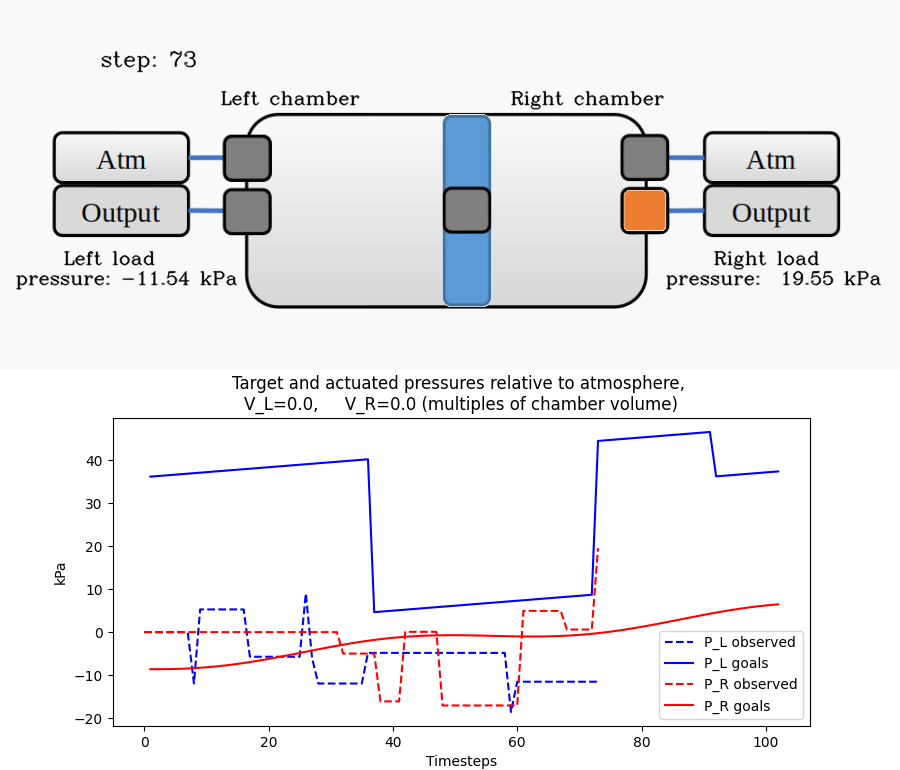 step: 73
Left chamber
Right chamber
Atm
Atm
Output
Output
Left load
pressure: −11.54 kPa
Right load
pressure: 19.55 kPa
Target and actuated pressures relative to atmosphere,
V_L=0.0, V_R=0.0 (multiples of chamber volume)
kPa
40
30
20
10
0
−10
−20
P_L observed
P_L goals
P_R observed
P_R goals
0
20
40
60
80
100
Timesteps